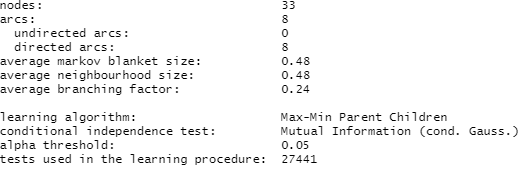 nodes: 33
arcs: 8
undirected arcs: 0
directed arcs: 8
average markov blanket size: 0.48
average neighbourhood size: 0.48
average branching factor: 0.24
learning algorithm: Max-Min Parent Children
conditional independence test: Mutual Information (cond. Gauss.)
alpha threshold: 0.05
tests used in the learning procedure: 27441